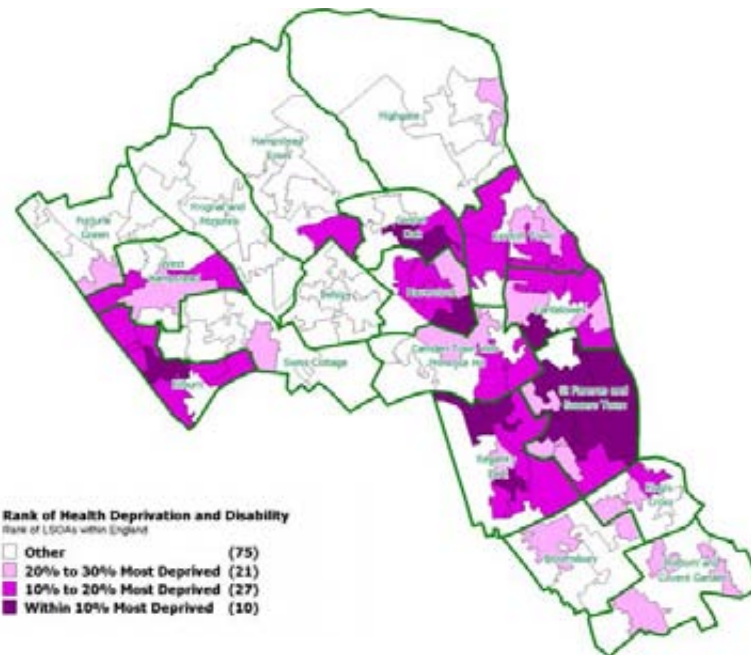 Highgate
Hampstead
Town
Frognal and
Fitzjohns
Fortune
Green
Gospel
Oak
Kentish Town
West
Hampstead
Haverstock
Belsize
Cantelowes
Camden Town and
Primrose Hill
Swiss Cottage
Kilburn
St Pancras and
Somers Town
Regents
Park
King's
Cross
Bloomsbury
Holborn and
Covent Garden
Rank of Health Deprivation and Disability
Rank of LSOAs within England
Other (75)
20% to 30% Most Deprived (21)
10% to 20% Most Deprived (27)
Within 10% Most Deprived (10)